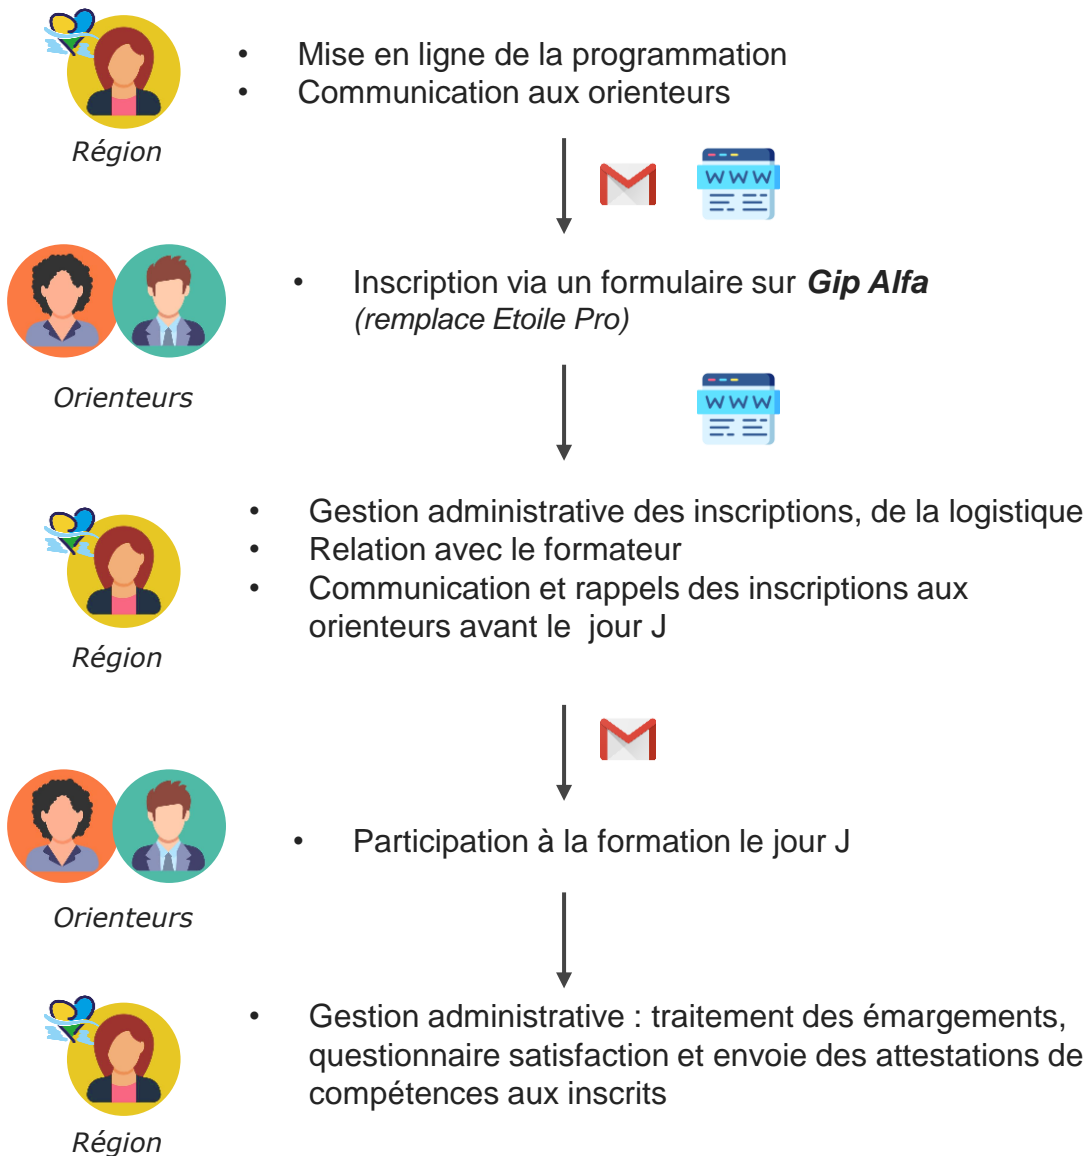 • Mise en ligne de la programmation
• Communication aux orienteurs
Région
WWW
• Inscription via un formulaire sur Gip Alfa
(remplace Etoile Pro)
Orienteurs
WWW
• Gestion administrative des inscriptions, de la logistique
• Relation avec le formateur
• Communication et rappels des inscriptions aux
orienteurs avant le jour J
Région
• Participation à la formation le jour J
Orienteurs
• Gestion administrative : traitement des émargements,
questionnaire satisfaction et envoie des attestations de
compétences aux inscrits
Région